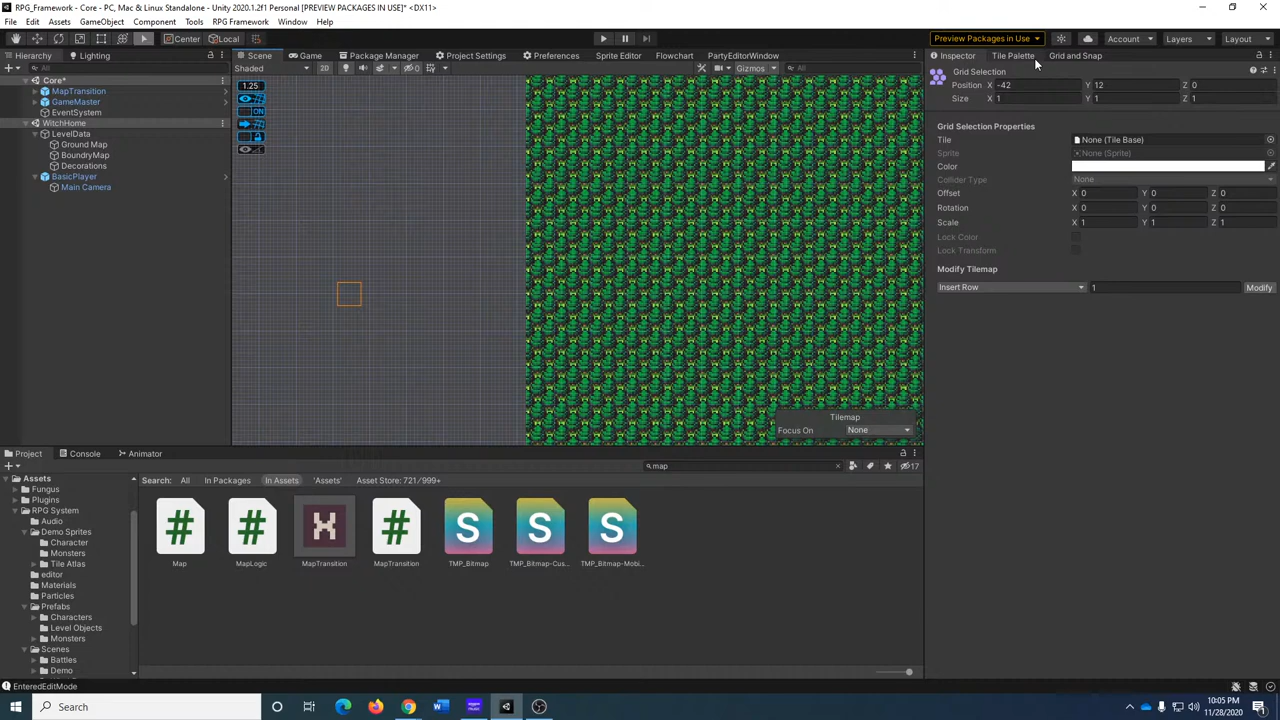 RPG_Framework - Core - PC, Mac & Linux Standalone - Unity 2020.1.2f1 Personal [PREVIEW PACKAGES IN USE]* <DX11>
File Edit Assets GameObject Component Tools RPG Framework Window Help
Center Local Preview Packages in Use Account Layers Layout
Hierarchy Lighting Scene Game Package Manager Project Settings Preferences Sprite Editor Flowchart PartyEditorWindow Inspector Tile Palette Grid and Snap
All Shaded 2D 0 Gizmos All
Core*
MapTransition
GameMaster
EventSystem
WitchHome
LevelData
Ground Map
BoundryMap
Decorations
BasicPlayer
Main Camera
1.25
ON
Tilemap
Focus On None
Grid Selection
Position X -42 Y 12 Z 0
Size X 1 Y 1 Z 1
Grid Selection Properties
Tile None (Tile Base)
Sprite None (Sprite)
Color
Collider Type None
Offset X 0 Y 0 Z 0
Rotation X 0 Y 0 Z 0
Scale X 1 Y 1 Z 1
Lock Color
Lock Transform
Modify Tilemap
Insert Row 1 Modify
Project Console Animator
map 17
Search: All In Packages In Assets 'Assets' Asset Store: 721/999+
Assets
Fungus
Plugins
RPG System
Audio
Demo Sprites
Character
Monsters
Tile Atlas
editor
Materials
Particles
Prefabs
Characters
Level Objects
Monsters
Scenes
Battles
Demo
# # X # S S S
Map MapLogic MapTransition MapTransition TMP_Bitmap TMP_Bitmap-Cus... TMP_Bitmap-Mobi...
EnteredEditMode
Search
10:05 PM
11/28/2020